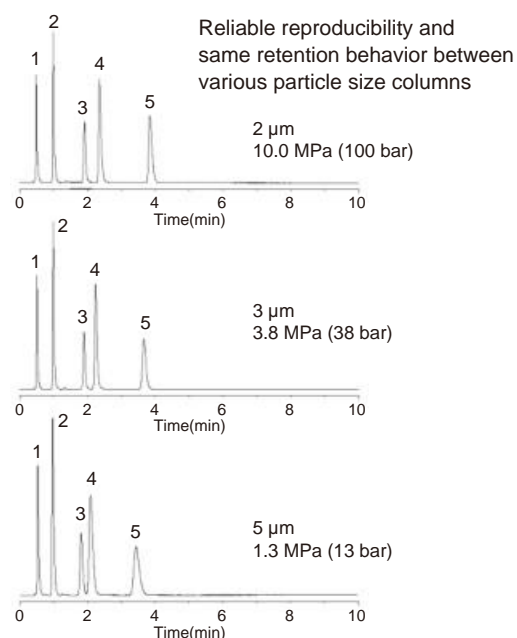 Reliable reproducibility and
same retention behavior between
various particle size columns
1
2
3
4
5
2 µm
10.0 MPa (100 bar)
0 2 4 6 8 10
Time(min)
1
2
3
4
5
3 µm
3.8 MPa (38 bar)
0 2 4 6 8 10
Time(min)
1
2
3
4
5
5 µm
1.3 MPa (13 bar)
0 2 4 6 8 10
Time(min)